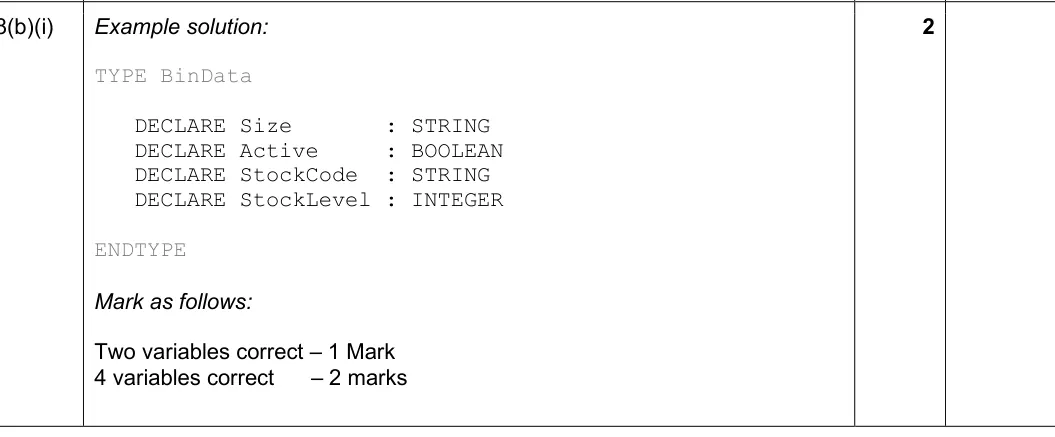 3(b)(i) Example solution: 2
TYPE BinData
DECLARE Size : STRING
DECLARE Active : BOOLEAN
DECLARE StockCode : STRING
DECLARE StockLevel : INTEGER
ENDTYPE
Mark as follows:
Two variables correct – 1 Mark
4 variables correct – 2 marks